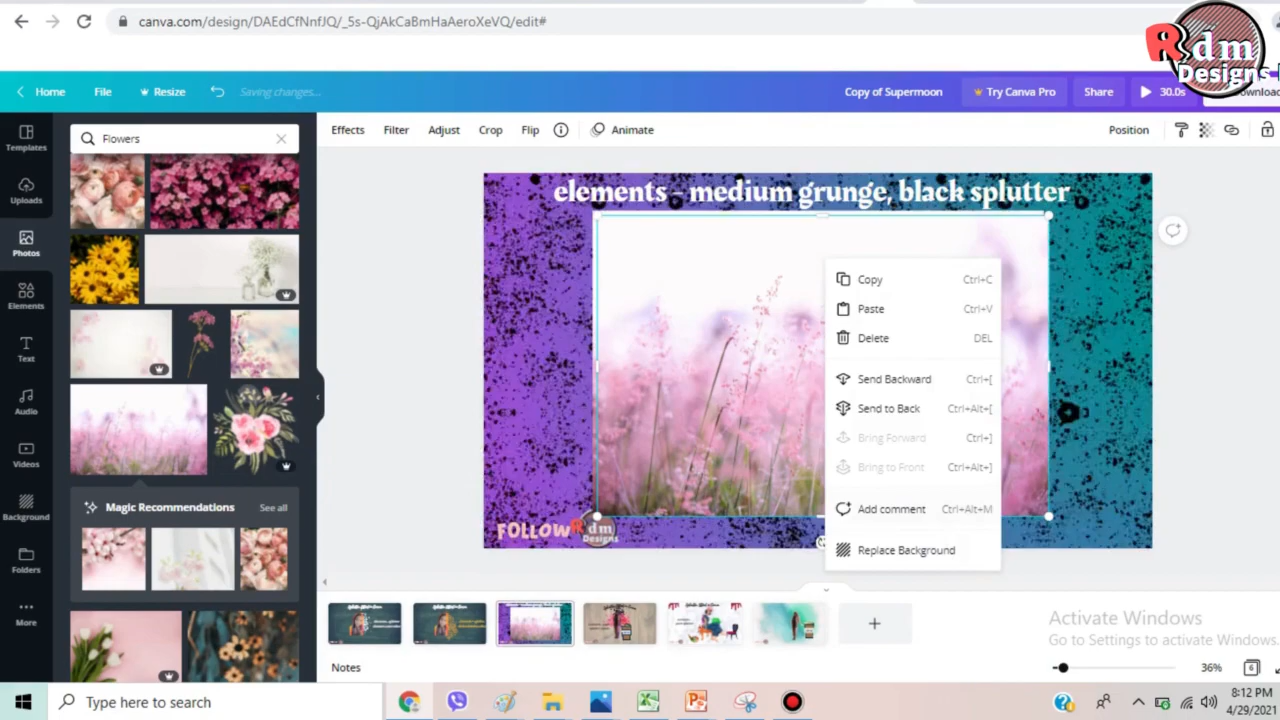 canva.com/design/DAEdCfNnfJQ/_5s-QjAkCaBmHaAeroXeVQ/edit#
Rdm
Designs
Home File Resize Saving changes... Copy of Supermoon Try Canva Pro Share 30.0s
Templates
Uploads
Photos
Elements
Text
Audio
Videos
Background
Folders
More
Flowers
Magic Recommendations See all
Effects Filter Adjust Crop Flip Animate Position
elements - medium grunge, black splutter
Copy Ctrl+C
Paste Ctrl+V
Delete DEL
Send Backward Ctrl+[
Send to Back Ctrl+Alt+[
Bring Forward Ctrl+]
Bring to Front Ctrl+Alt+]
Add comment Ctrl+Alt+M
Replace Background
FOLLOW Rdm
Designs
Notes
Activate Windows
Go to Settings to activate Windows.
36% 6
Type here to search
8:12 PM
4/29/2021